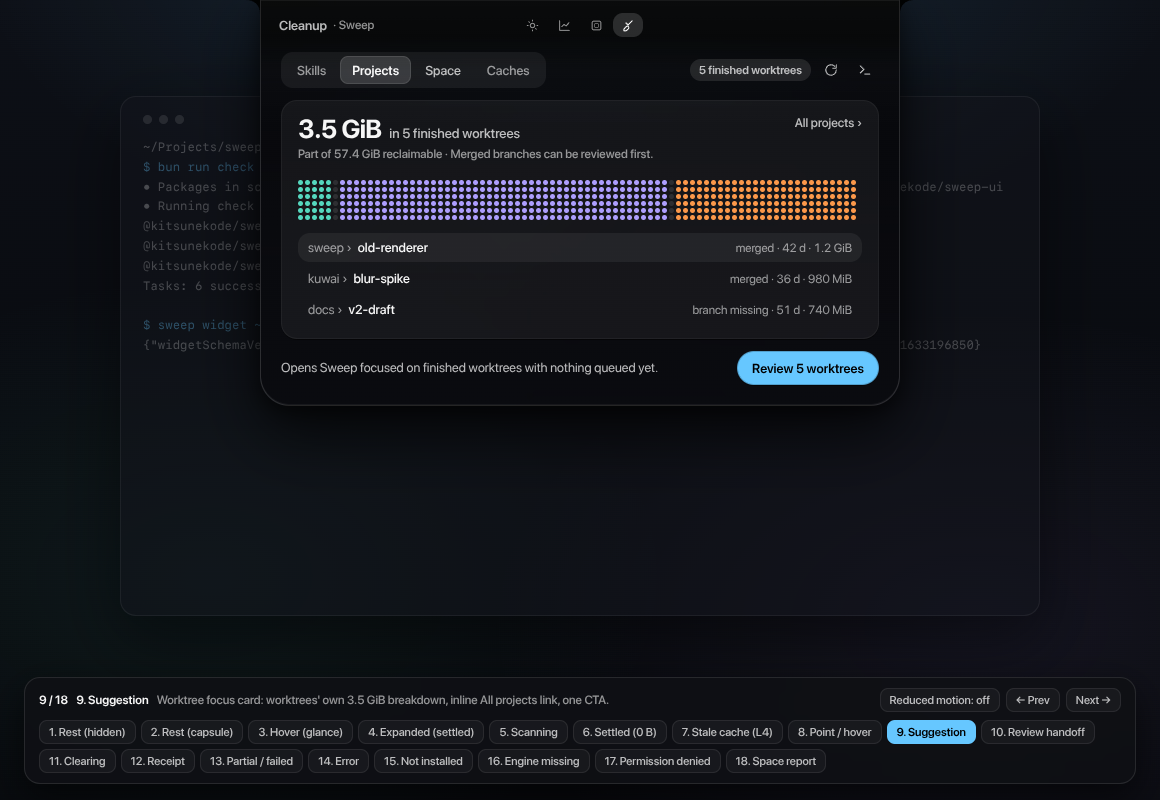 Cleanup · Sweep
Skills Projects Space Caches 5 finished worktrees
3.5 GiB in 5 finished worktrees All projects ›
Part of 57.4 GiB reclaimable · Merged branches can be reviewed first.
sweep › old-renderer merged · 42 d · 1.2 GiB
kuwai › blur-spike merged · 36 d · 980 MiB
docs › v2-draft branch missing · 51 d · 740 MiB
Opens Sweep focused on finished worktrees with nothing queued yet. Review 5 worktrees
~/Projects/sweep
$ bun run check
• Packages in sc ekode/sweep-ui
• Running check
@kitsunekode/swe
@kitsunekode/swe
@kitsunekode/swe
Tasks: 6 success
$ sweep widget ~
{"widgetSchemaVe 1633196850}
9 / 18 9. Suggestion Worktree focus card: worktrees' own 3.5 GiB breakdown, inline All projects link, one CTA. Reduced motion: off ← Prev Next →
1. Rest (hidden) 2. Rest (capsule) 3. Hover (glance) 4. Expanded (settled) 5. Scanning 6. Settled (0 B) 7. Stale cache (L4) 8. Point / hover 9. Suggestion 10. Review handoff
11. Clearing 12. Receipt 13. Partial / failed 14. Error 15. Not installed 16. Engine missing 17. Permission denied 18. Space report